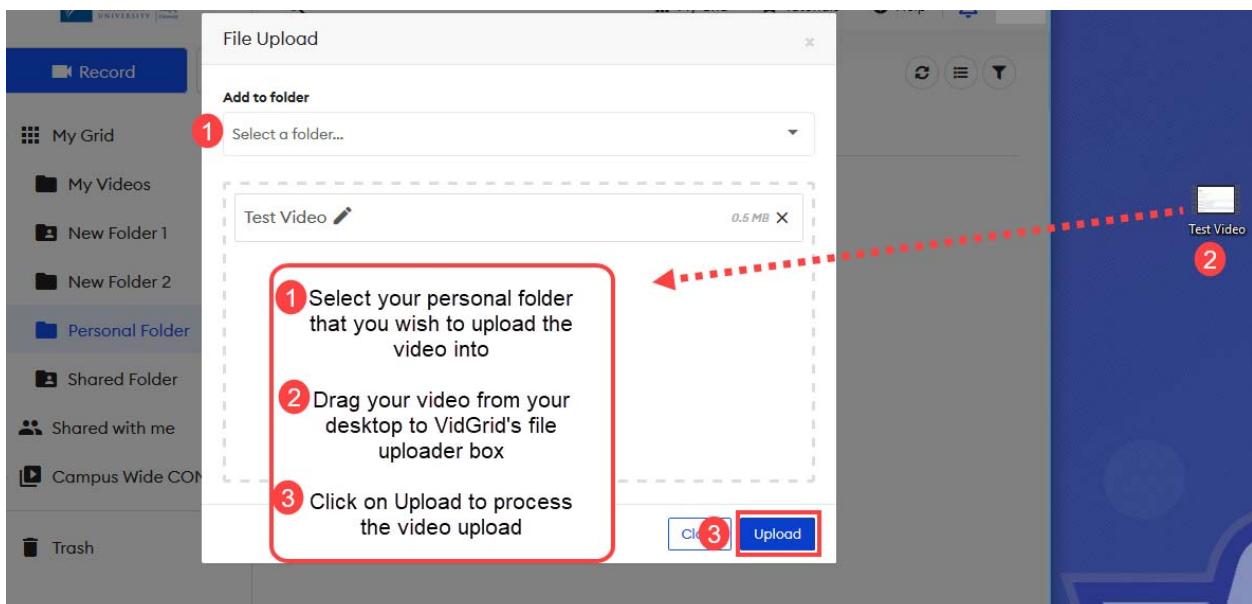 UNIVERSITY
File Upload
×
Record
Add to folder
1 Select a folder...
My Grid
My Videos
New Folder 1
New Folder 2
Personal Folder
Shared Folder
Shared with me
Campus Wide CON
Trash
Test Video
0.5 MB ×
1 Select your personal folder
that you wish to upload the
video into
2 Drag your video from your
desktop to VidGrid's file
uploader box
3 Click on Upload to process
the video upload
3
Upload
Test Video
2